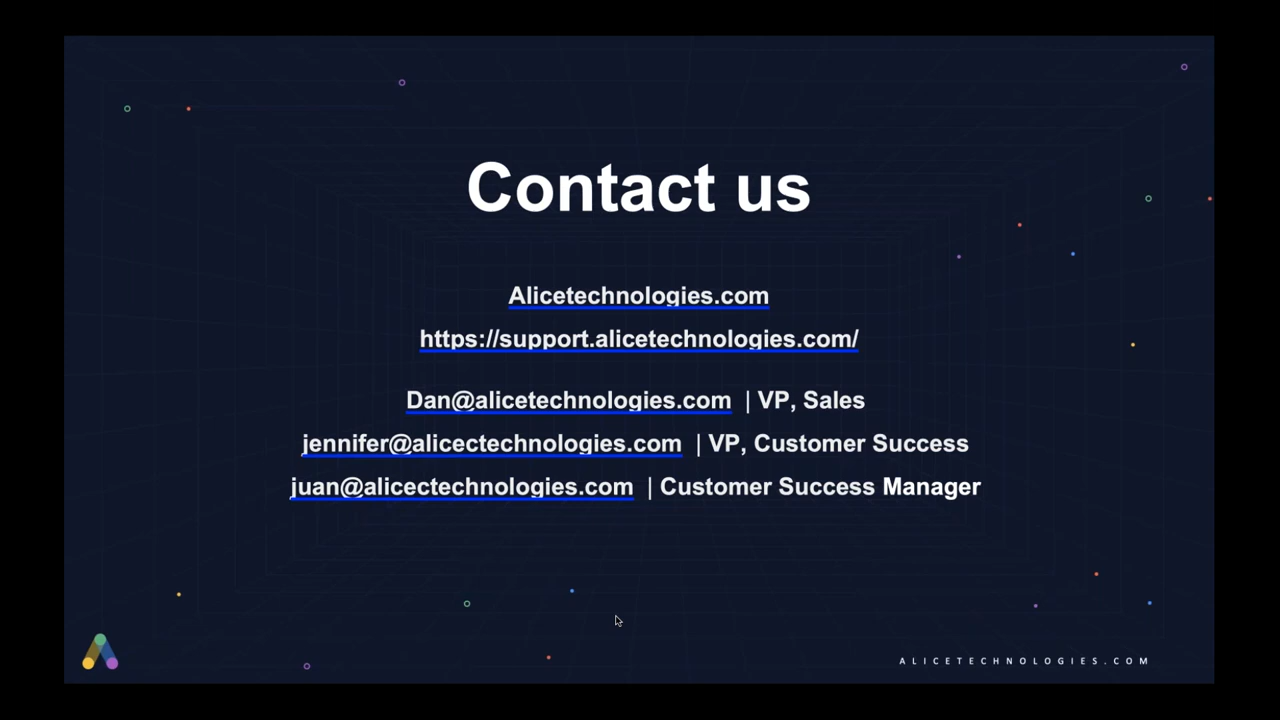 Contact us
Alicetechnologies.com
https://support.alicetechnologies.com/
Dan@alicetechnologies.com | VP, Sales
jennifer@alicectechnologies.com | VP, Customer Success
juan@alicectechnologies.com | Customer Success Manager
ALICETECHNOLOGIES.COM